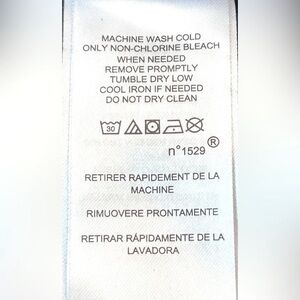 MACHINE WASH COLD
ONLY NON-CHLORINE BLEACH
WHEN NEEDED
REMOVE PROMPTLY
TUMBLE DRY LOW
COOL IRON IF NEEDED
DO NOT DRY CLEAN
30
n°1529®
RETIRER RAPIDEMENT DE LA
MACHINE
RIMUOVERE PRONTAMENTE
RETIRAR RÁPIDAMENTE DE LA
LAVADORA